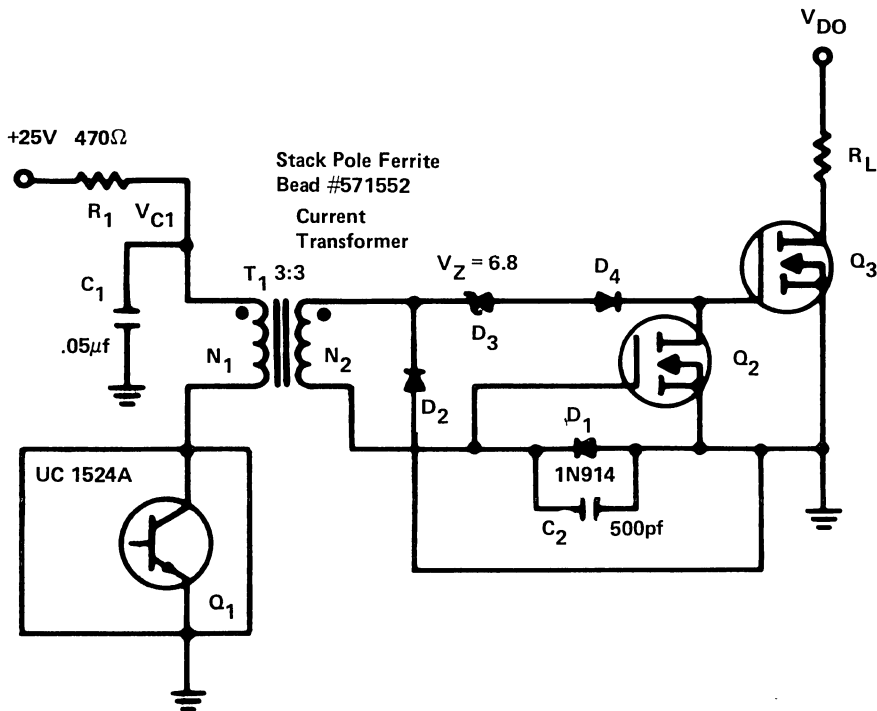 V_DO
+25V 470Ω
R_L
Stack Pole Ferrite
Bead #571552
R_1
V_C1
Current
Transformer
Q_3
C_1
T_1 3:3
V_Z = 6.8
D_4
D_3
.05μf
N_1
N_2
Q_2
D_2
D_1
UC 1524A
1N914
C_2
500pf
Q_1